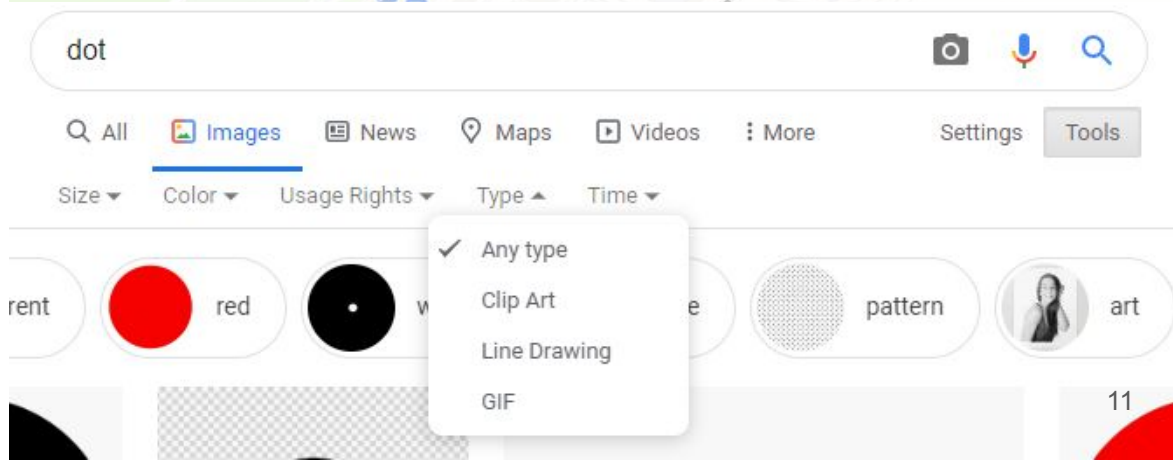 dot
All Images News Maps Videos More Settings Tools
Size Color Usage Rights Type Time
Any type
Clip Art
Line Drawing
GIF
red pattern art
11